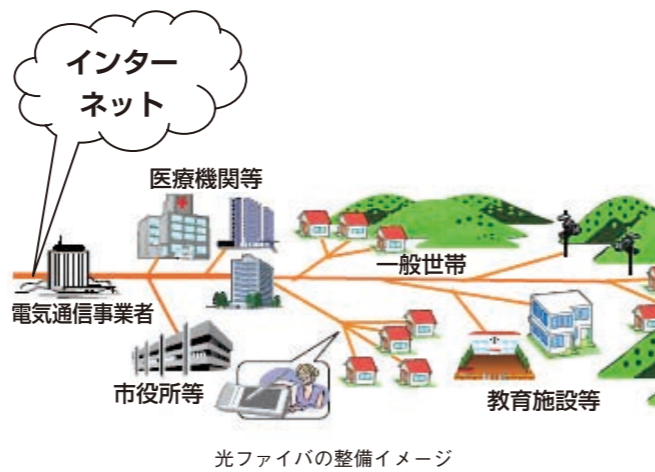 インター
ネット
医療機関等
一般世帯
電気通信事業者
市役所等
教育施設等
光ファイバの整備イメージ